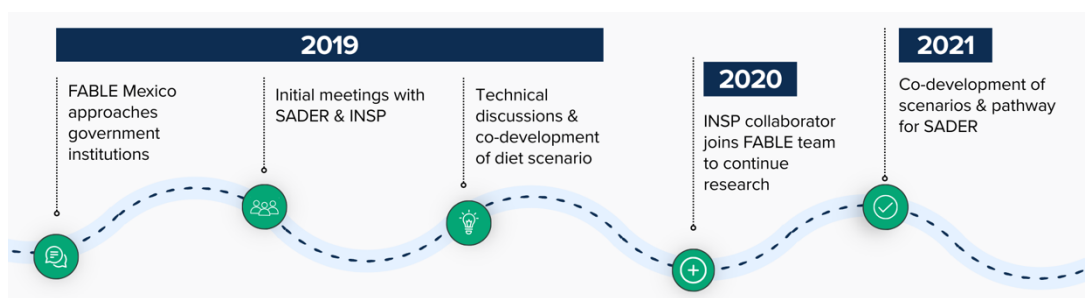 2019
FABLE Mexico
approaches
government
institutions
Initial meetings with
SADER & INSP
Technical
discussions &
co-development
of diet scenario
2020
INSP collaborator
joins FABLE team
to continue
research
2021
Co-development of
scenarios & pathway
for SADER